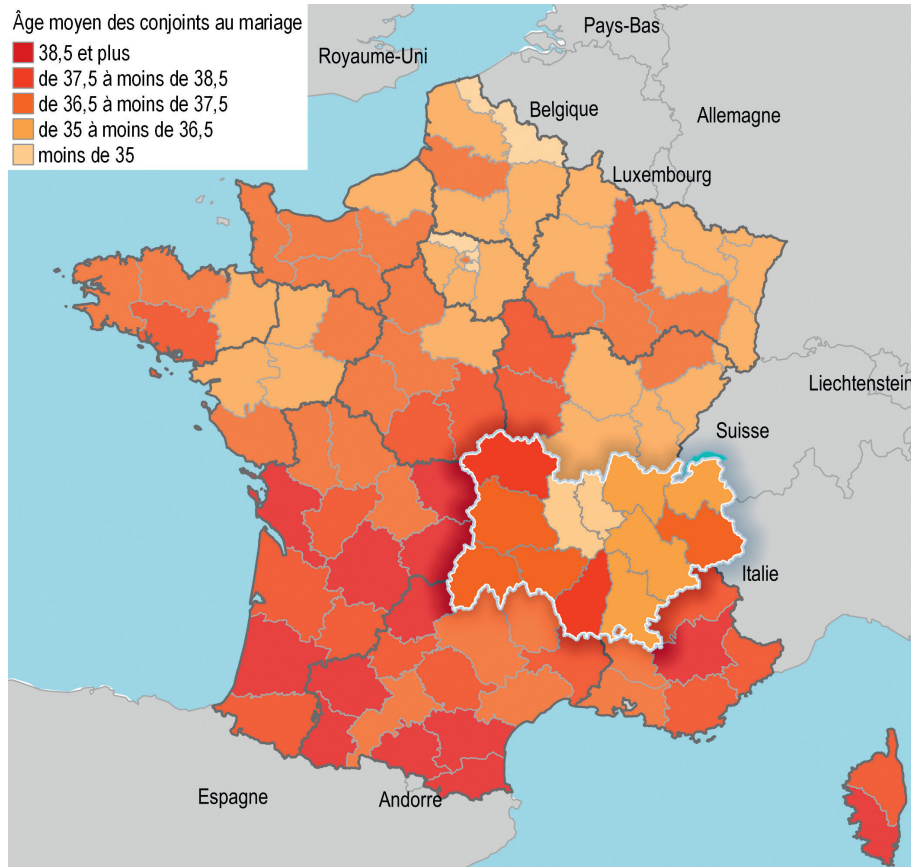 Âge moyen des conjoints au mariage
38,5 et plus
de 37,5 à moins de 38,5
de 36,5 à moins de 37,5
de 35 à moins de 36,5
moins de 35
Pays-Bas
Royaume-Uni
Belgique
Allemagne
Luxembourg
Liechtenstein
Suisse
Italie
Espagne
Andorre